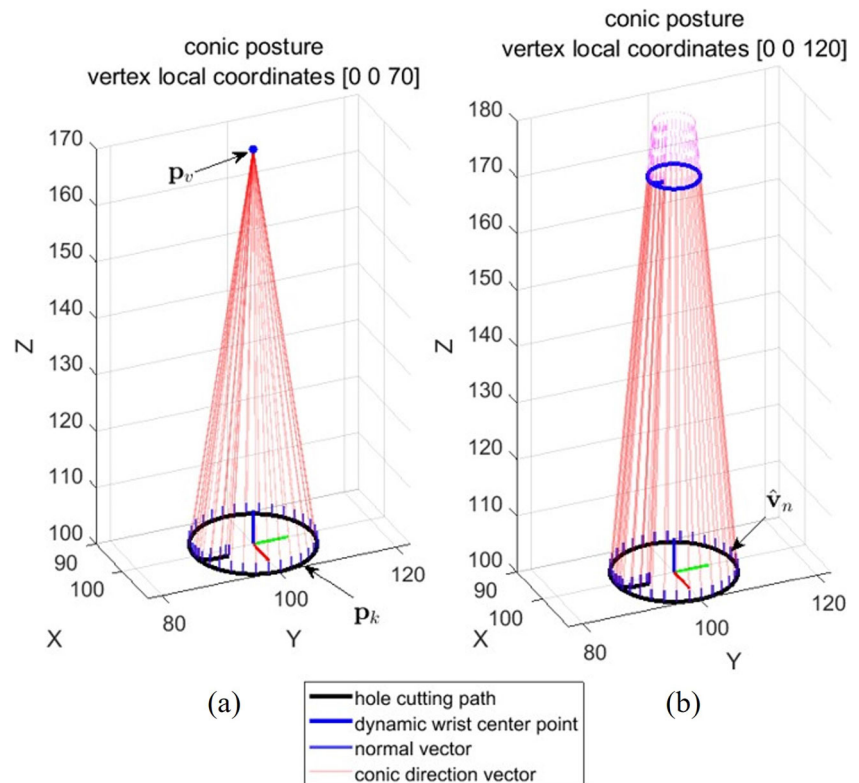 conic posture
vertex local coordinates [0 0 70]
170
160
150
140
130
120
110
100
90
100
80
100
120
Z
X
Y
p_v
p_k
(a)
conic posture
vertex local coordinates [0 0 120]
180
170
160
150
140
130
120
110
100
90
100
80
100
120
Z
X
Y
v̂_n
(b)
hole cutting path
dynamic wrist center point
normal vector
conic direction vector